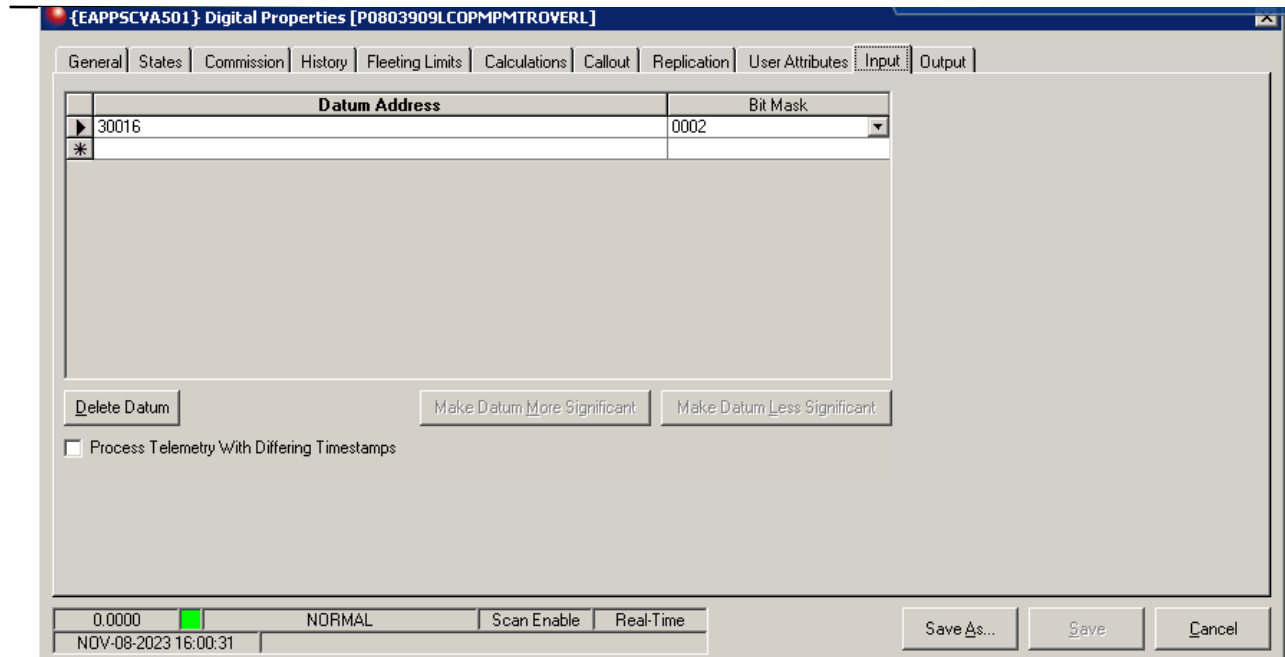 {EAPPSCVA501} Digital Properties [P0803909LCOPMPMTROVERL]
General States Commission History Fleeting Limits Calculations Callout Replication User Attributes Input Output
Datum Address Bit Mask
30016 0002
Delete Datum Make Datum More Significant Make Datum Less Significant
Process Telemetry With Differing Timestamps
0.0000 NORMAL Scan Enable Real-Time
NOV-08-2023 16:00:31
Save As... Save Cancel